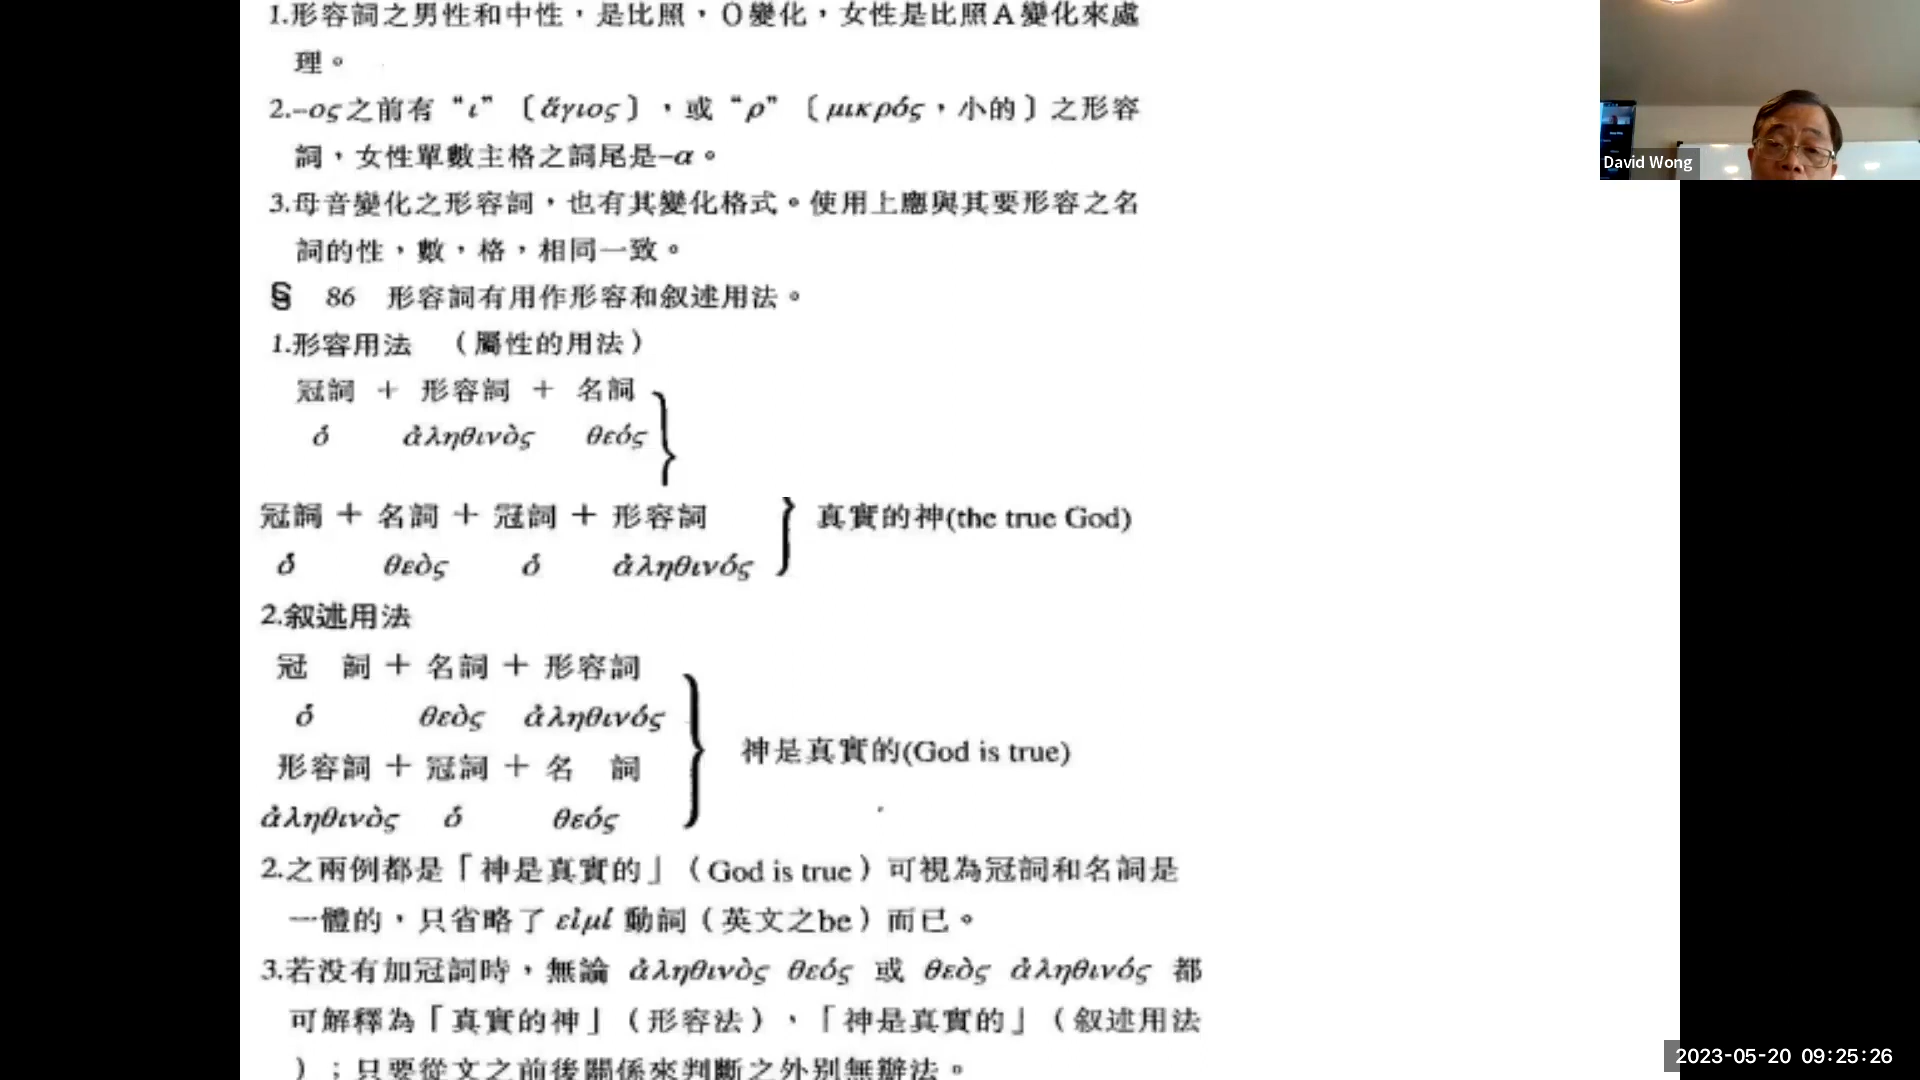 1.形容詞之男性和中性，是比照，O變化，女性是比照A變化來處
理。
2.–ος之前有“ι”〔ἅγιος〕，或“ρ”〔μικρός，小的〕之形容
詞，女性單數主格之詞尾是–α。
3.母音變化之形容詞，也有其變化格式。使用上應與其要形容之名
詞的性，數，格，相同一致。
§ 86 形容詞有用作形容和叙述用法。
1.形容用法 （屬性的用法）
冠詞 + 形容詞 + 名詞
ὁ ἀληθινὸς θεός
冠詞 + 名詞 + 冠詞 + 形容詞
真實的神(the true God)
ὁ θεὸς ὁ ἀληθινός
2.叙述用法
冠 詞 + 名詞 + 形容詞
ὁ θεὸς ἀληθινός
神是真實的(God is true)
形容詞 + 冠詞 + 名 詞
ἀληθινὸς ὁ θεός
2.之兩例都是「神是真實的」（God is true）可視為冠詞和名詞是
一體的，只省略了 εἰμί 動詞（英文之be）而已。
3.若没有加冠詞時，無論 ἀληθινὸς θεός 或 θεὸς ἀληθινός 都
可解釋為「真實的神」（形容法）、「神是真實的」（叙述用法
）；只要從文之前後關係來判斷之外別無辦法。
David Wong
2023-05-20 09:25:26